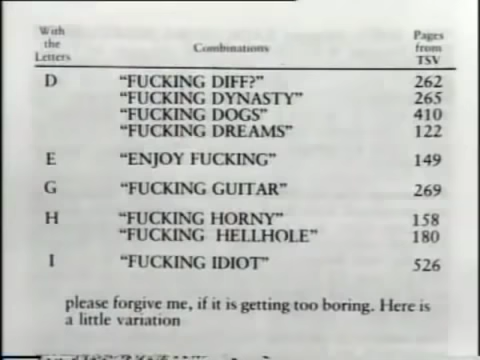 With the Letters Combinations Pages from TSV
D "FUCKING DIFF?" 262
"FUCKING DYNASTY" 265
"FUCKING DOGS" 410
"FUCKING DREAMS" 122
E "ENJOY FUCKING" 149
G "FUCKING GUITAR" 269
H "FUCKING HORNY" 158
"FUCKING HELLHOLE" 180
I "FUCKING IDIOT" 526
please forgive me, if it is getting too boring. Here is
a little variation